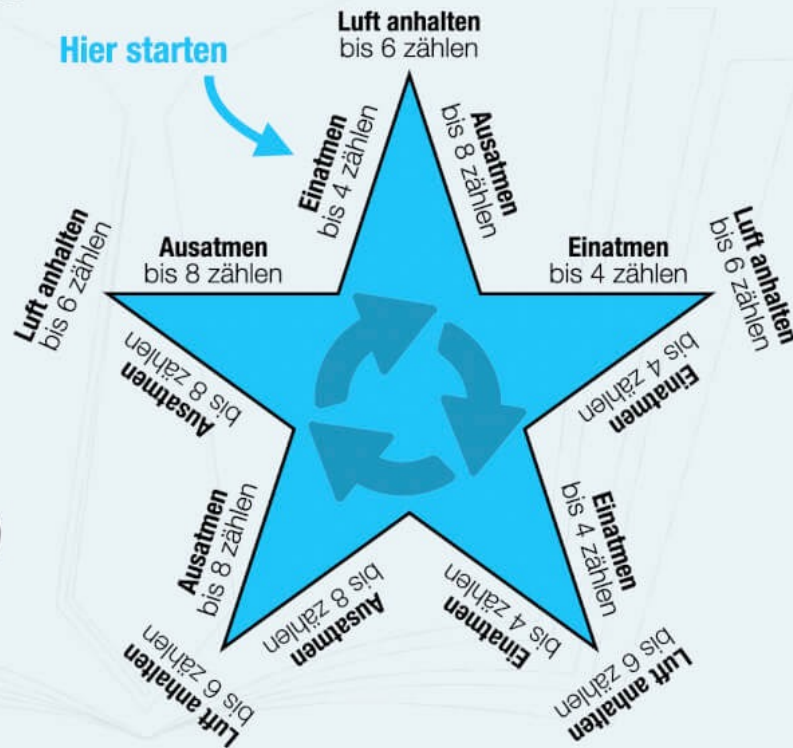 Hier starten
Einatmen
bis 4 zählen
Luft anhalten
bis 6 zählen
Ausatmen
bis 8 zählen
Einatmen
bis 4 zählen
Luft anhalten
bis 6 zählen
Einatmen
bis 4 zählen
Einatmen
bis 4 zählen
Luft anhalten
bis 6 zählen
Einatmen
bis 4 zählen
Ausatmen
bis 8 zählen
Luft anhalten
bis 6 zählen
Ausatmen
bis 8 zählen
Ausatmen
bis 8 zählen
Luft anhalten
bis 6 zählen
Ausatmen
bis 8 zählen